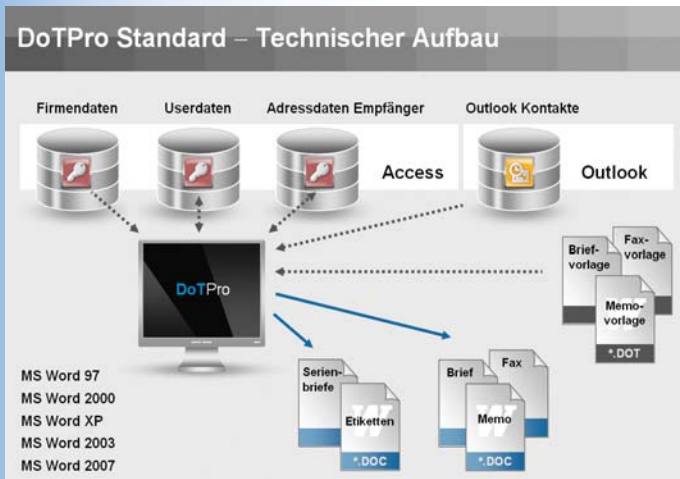 DoTPro Standard – Technischer Aufbau
Firmendaten
Userdaten
Adressdaten Empfänger
Outlook Kontakte
Access
Outlook
DoTPro
Brief-
vorlage
Fax-
vorlage
Memo-
vorlage
*.DOT
MS Word 97
MS Word 2000
MS Word XP
MS Word 2003
MS Word 2007
Serien-
briefe
Etiketten
*.DOC
Brief
Fax
Memo
*.DOC